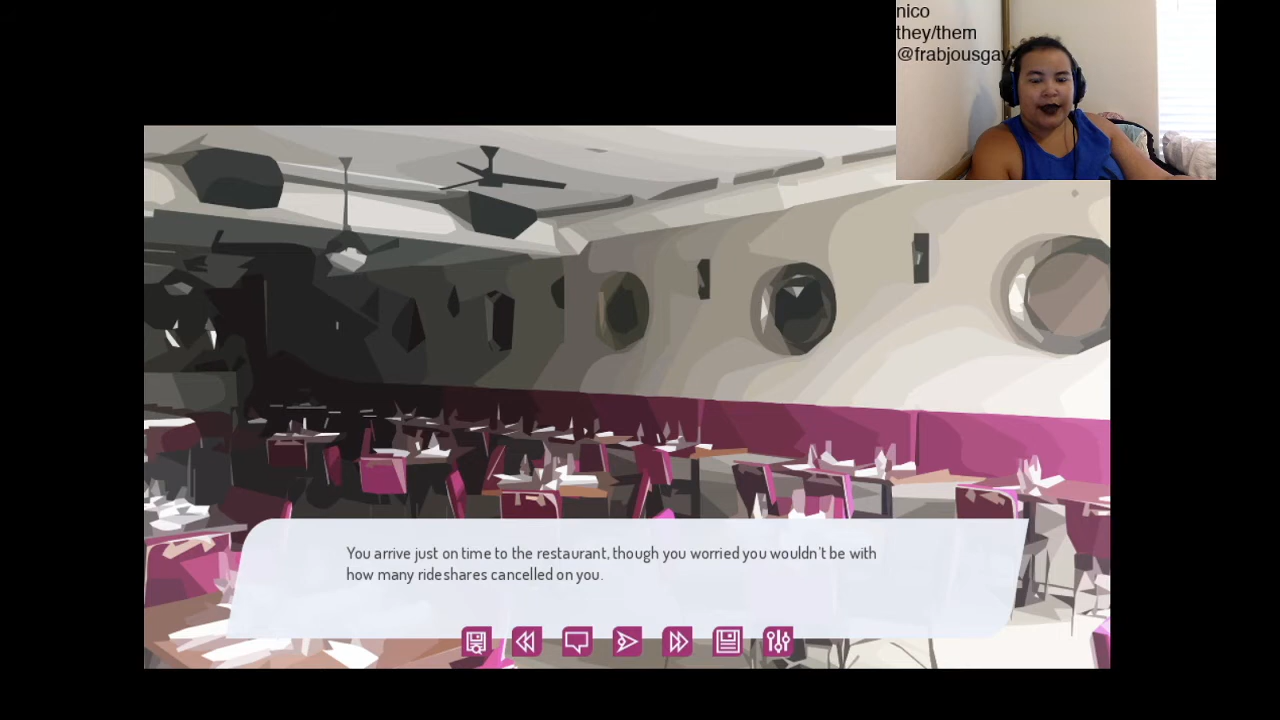 nico
they/them
@frabjousgay
You arrive just on time to the restaurant, though you worried you wouldn't be with
how many rideshares cancelled on you.